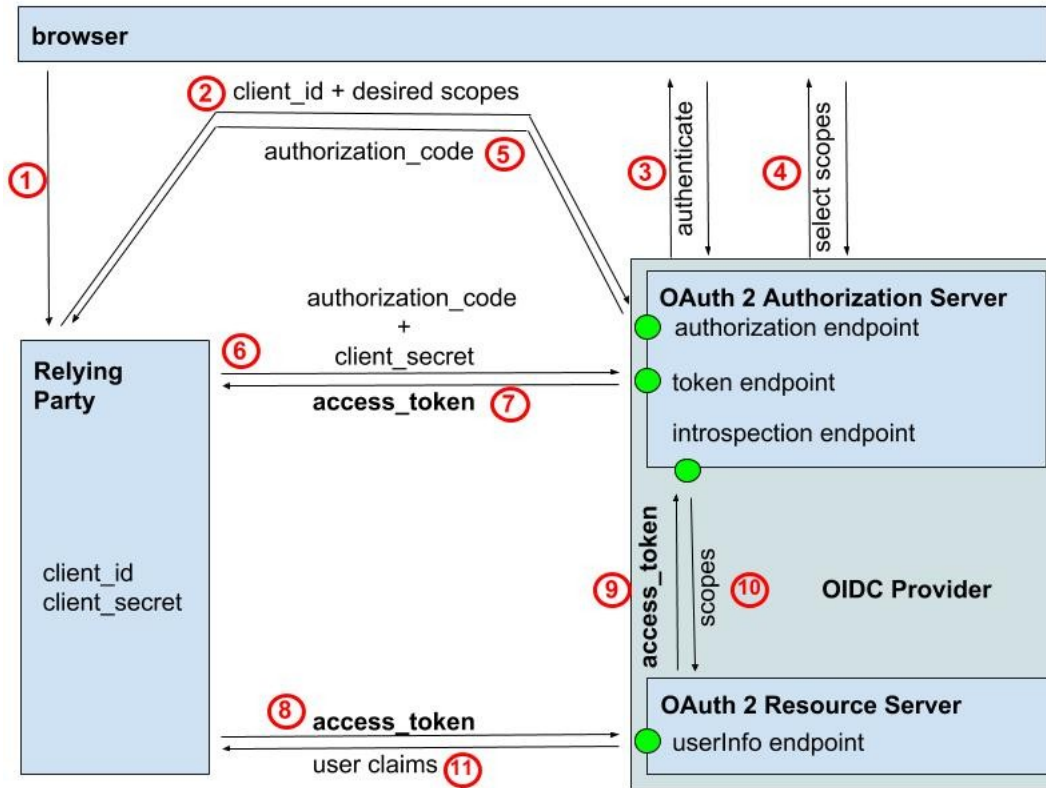 browser
2 client_id + desired scopes
authorization_code 5
1
3 authenticate
4 select scopes
OAuth 2 Authorization Server
authorization endpoint
authorization_code
+
6 client_secret
token endpoint
Relying
Party
access_token 7
introspection endpoint
client_id
client_secret
9 access_token
scopes 10
OIDC Provider
8 access_token
OAuth 2 Resource Server
userInfo endpoint
user claims 11